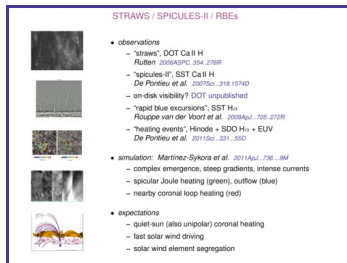 STRAWS / SPICULES-II / RBEs
• observations
– "straws", DOT Ca II H
Rutten 2006ASPC..354..276R
– "spicules-II", SST Ca II H
De Pontieu et al. 2007Sci...318.1574D
– on-disk visibility? DOT unpublished
– "rapid blue excursions", SST Hα
Rouppe van der Voort et al. 2009ApJ...705..272R
– "heating events", Hinode + SDO Hα + EUV
De Pontieu et al. 2011Sci...331...55D
• simulation: Martínez-Sykora et al. 2011ApJ...736....9M
– complex emergence, steep gradients, intense currents
– spicular Joule heating (green), outflow (blue)
– nearby coronal loop heating (red)
• expectations
– quiet-sun (also unipolar) coronal heating
– fast solar wind driving
– solar wind element segregation